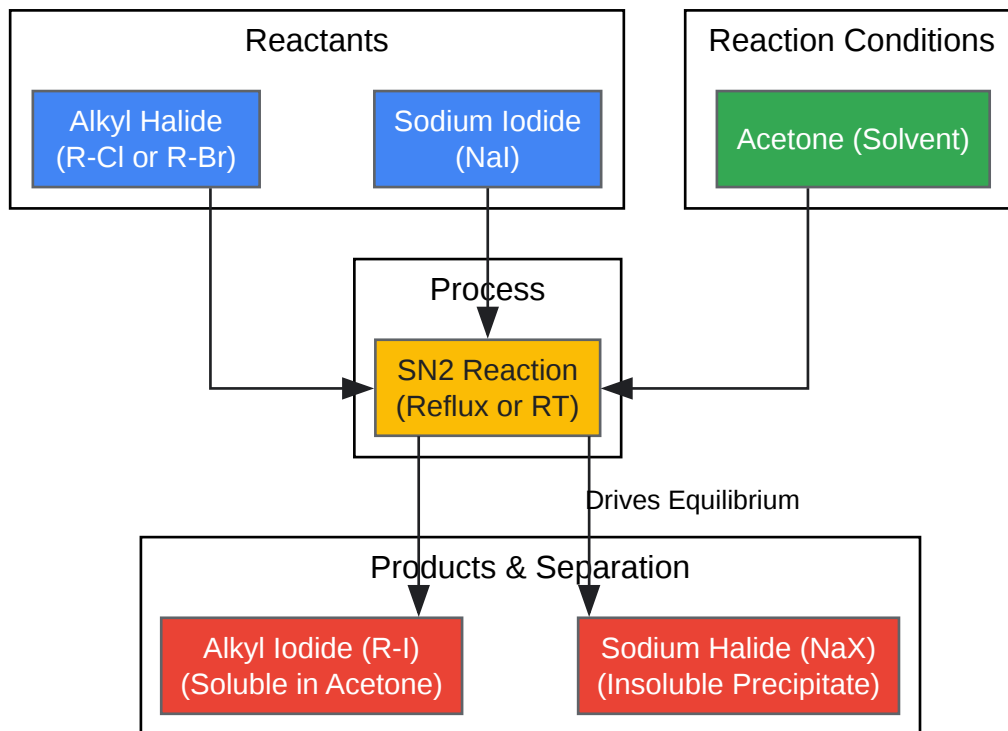 Reactants
Reaction Conditions
Alkyl Halide
(R-Cl or R-Br)
Sodium Iodide
(NaI)
Acetone (Solvent)
Process
SN2 Reaction
(Reflux or RT)
Drives Equilibrium
Products & Separation
Alkyl Iodide (R-I)
(Soluble in Acetone)
Sodium Halide (NaX)
(Insoluble Precipitate)